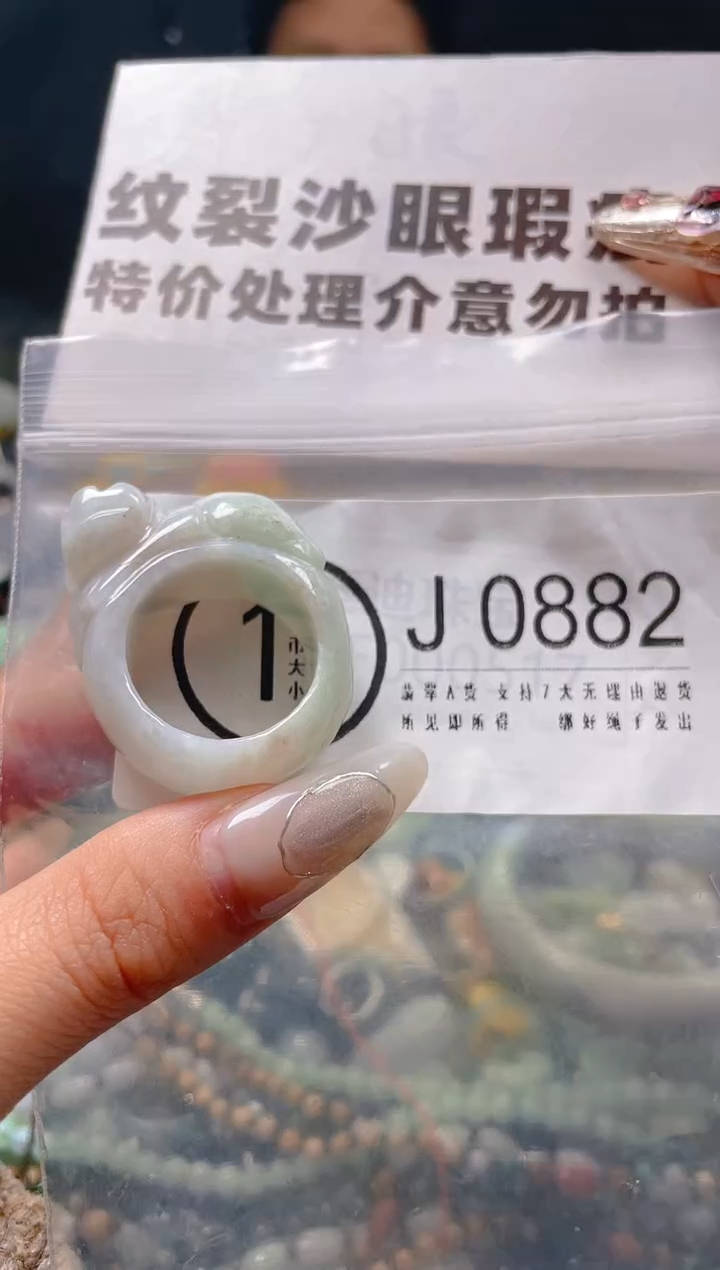 纹裂沙眼瑕
特价处理介意勿拍
1
币大小
J 0882
翡翠A货 支持7天无理由退货
所见即所得 绑好绳子发出